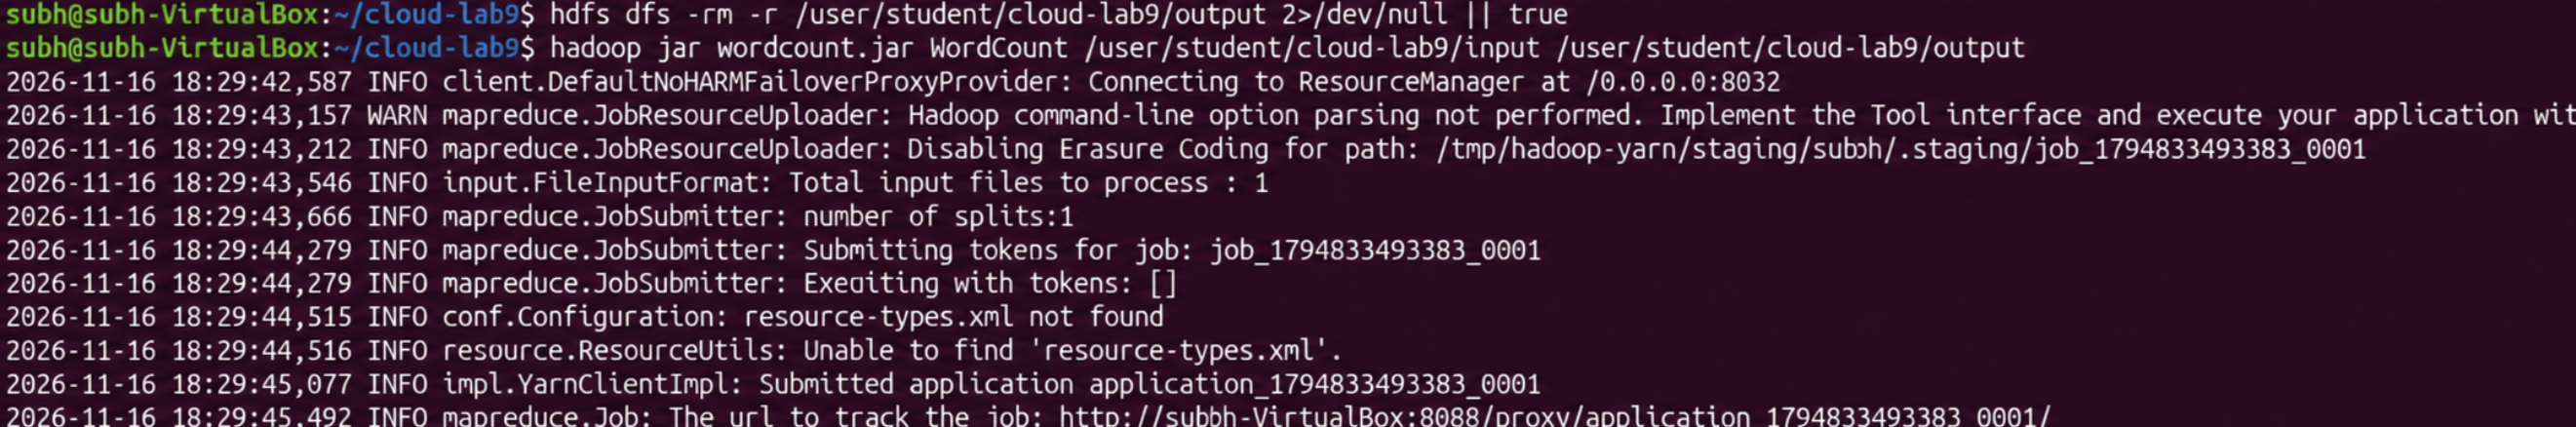 subh@subh-VirtualBox:~/cloud-lab9$ hdfs dfs -rm -r /user/student/cloud-lab9/output 2>/dev/null || true
subh@subh-VirtualBox:~/cloud-lab9$ hadoop jar wordcount.jar WordCount /user/student/cloud-lab9/input /user/student/cloud-lab9/output
2026-11-16 18:29:42,587 INFO client.DefaultNoHARMFailoverProxyProvider: Connecting to ResourceManager at /0.0.0.0:8032
2026-11-16 18:29:43,157 WARN mapreduce.JobResourceUploader: Hadoop command-line option parsing not performed. Implement the Tool interface and execute your application wit
2026-11-16 18:29:43,212 INFO mapreduce.JobResourceUploader: Disabling Erasure Coding for path: /tmp/hadoop-yarn/staging/subh/.staging/job_1794833493383_0001
2026-11-16 18:29:43,546 INFO input.FileInputFormat: Total input files to process : 1
2026-11-16 18:29:43,666 INFO mapreduce.JobSubmitter: number of splits:1
2026-11-16 18:29:44,279 INFO mapreduce.JobSubmitter: Submitting tokens for job: job_1794833493383_0001
2026-11-16 18:29:44,279 INFO mapreduce.JobSubmitter: with tokens: []
2026-11-16 18:29:44,515 INFO conf.Configuration: resource-types.xml not found
2026-11-16 18:29:44,516 INFO resource.ResourceUtils: Unable to find 'resource-types.xml'.
2026-11-16 18:29:45,077 INFO impl.YarnClientImpl: Submitted application application_1794833493383_0001
2026-11-16 18:29:45,492 INFO mapreduce.Job: The url to track the job: http://subbh-VirtualBox:8088/proxy/application_1794833493383_0001/